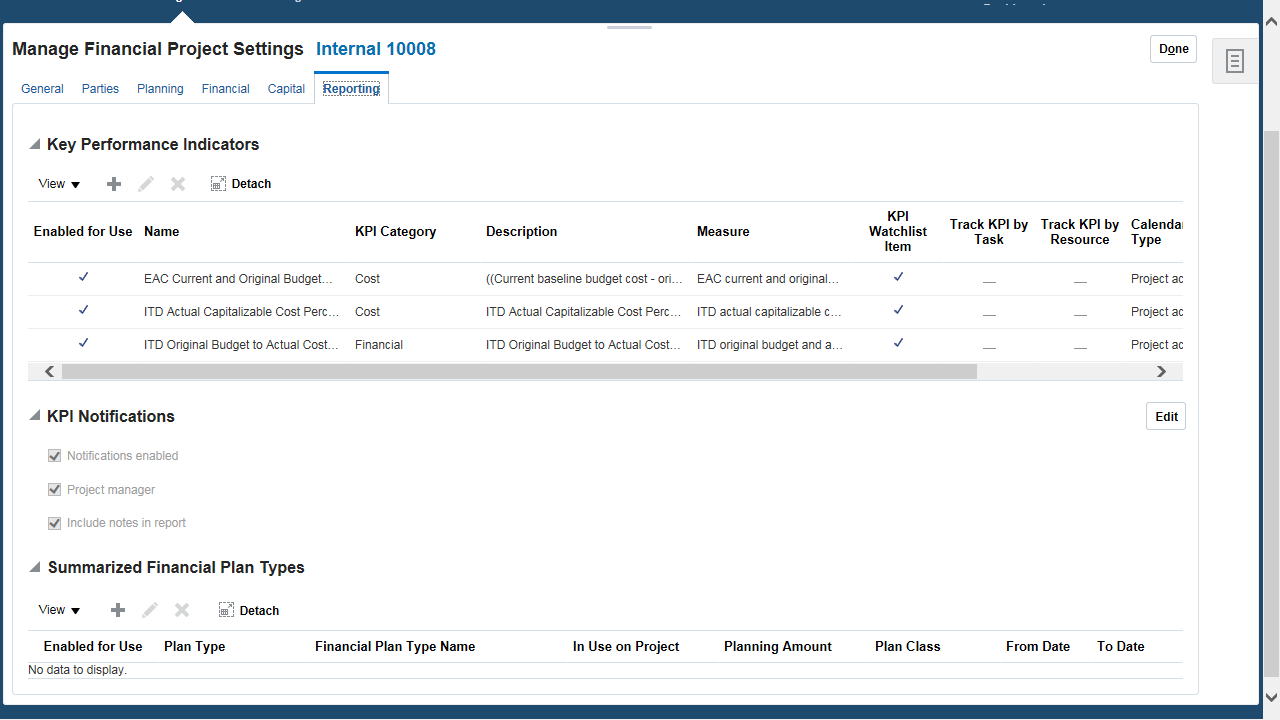 Manage Financial Project Settings Internal 10008
Done
General Parties Planning Financial Capital Reporting
Key Performance Indicators
View Detach
Enabled for Use Name KPI Category Description Measure KPI Watchlist Item Track KPI by Task Track KPI by Resource Calendar Type
EAC Current and Original Budget... Cost ((Current baseline budget cost - ori... EAC current and original... Project ac
ITD Actual Capitalizable Cost Perc... Cost ITD Actual Capitalizable Cost Perc... ITD actual capitalizable c... Project ac
ITD Original Budget to Actual Cost... Financial ITD Original Budget to Actual Cost... ITD original budget and a... Project ac
KPI Notifications
Edit
Notifications enabled
Project manager
Include notes in report
Summarized Financial Plan Types
View Detach
Enabled for Use Plan Type Financial Plan Type Name In Use on Project Planning Amount Plan Class From Date To Date
No data to display.